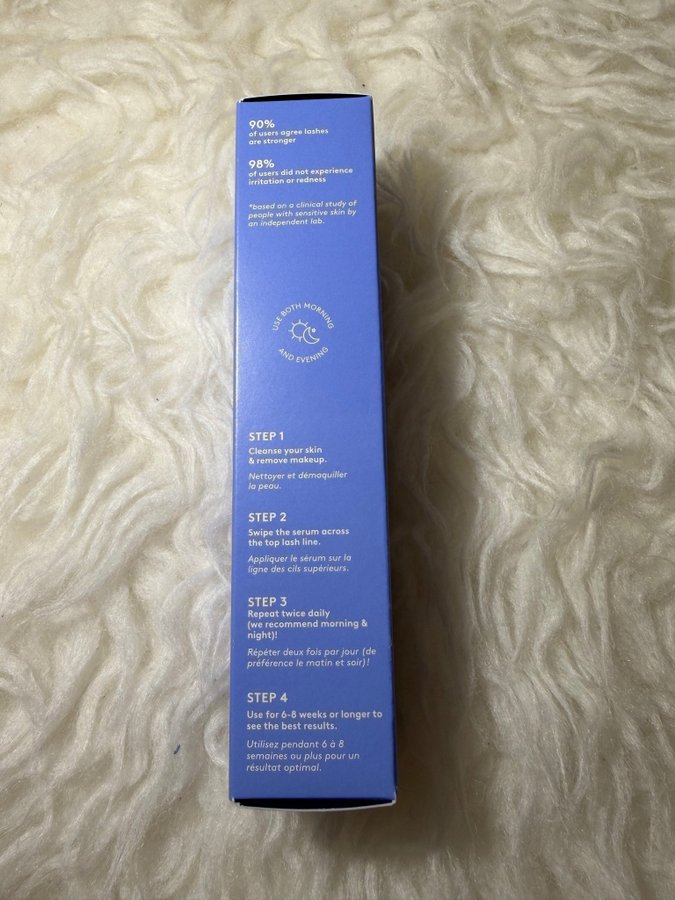 90%
of users agree lashes
are stronger
98%
of users did not experience
irritation or redness
*based on a clinical study of
people with sensitive skin by
an independent lab.
USE BOTH MORNING
AND EVENING
STEP 1
Cleanse your skin
& remove makeup.
Nettoyer et démaquiller
la peau.
STEP 2
Swipe the serum across
the top lash line.
Appliquer le sérum sur la
ligne des cils supérieurs.
STEP 3
Repeat twice daily
(we recommend morning &
night)!
Répéter deux fois par jour (de
préférence le matin et soir)!
STEP 4
Use for 6-8 weeks or longer to
see the best results.
Utilisez pendant 6 à 8
semaines ou plus pour un
résultat optimal.